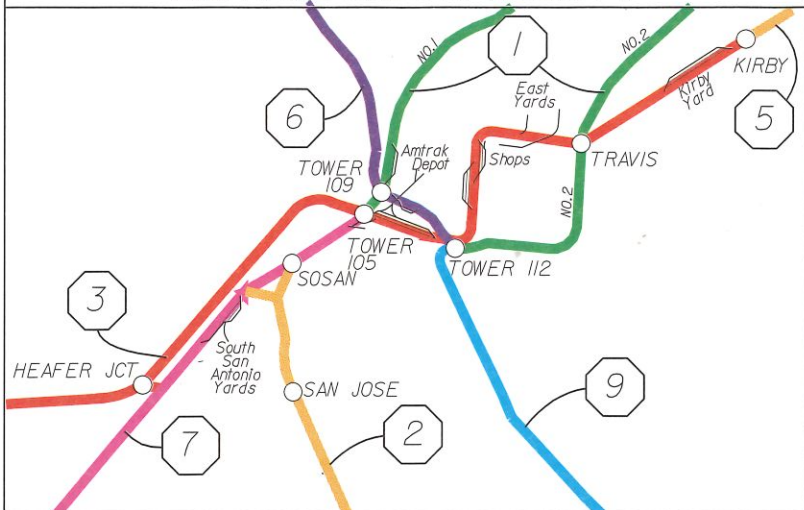 NO.1
1
NO.2
KIRBY
Kirby
Yard
5
6
East
Yards
Amtrak
Depot
Shops
TRAVIS
TOWER
109
NO.2
TOWER
105
TOWER 112
SOSAN
3
South
San
Antonio
Yards
HEAFER JCT
SAN JOSE
9
7
2